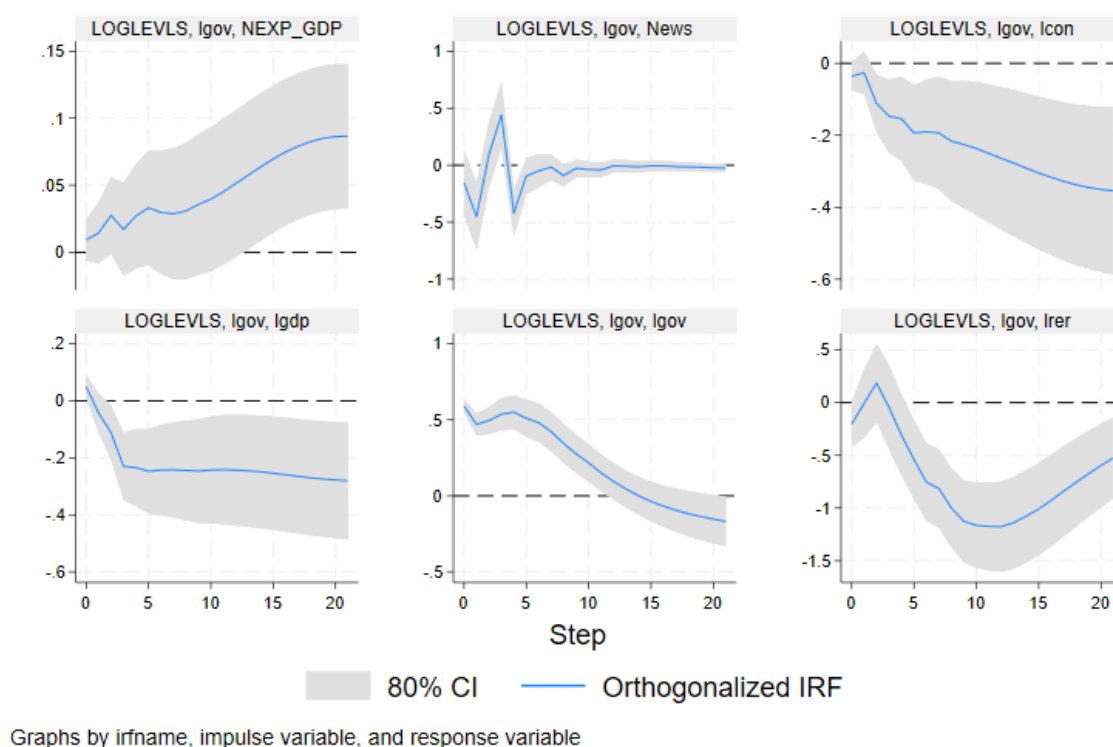 LOGLEVLS, lgov, NEXP_GDP
LOGLEVLS, lgov, News
LOGLEVLS, lgov, lcon
.15
.1
.05
0
1
.5
0
-.5
-1
0
-.2
-.4
-.6
LOGLEVLS, lgov, lgdp
LOGLEVLS, lgov, lgov
LOGLEVLS, lgov, lrer
.2
0
-.2
-.4
-.6
1
.5
0
-.5
.5
0
-.5
-1
-1.5
0 5 10 15 20
0 5 10 15 20
0 5 10 15 20
Step
80% CI
Orthogonalized IRF
Graphs by irfname, impulse variable, and response variable